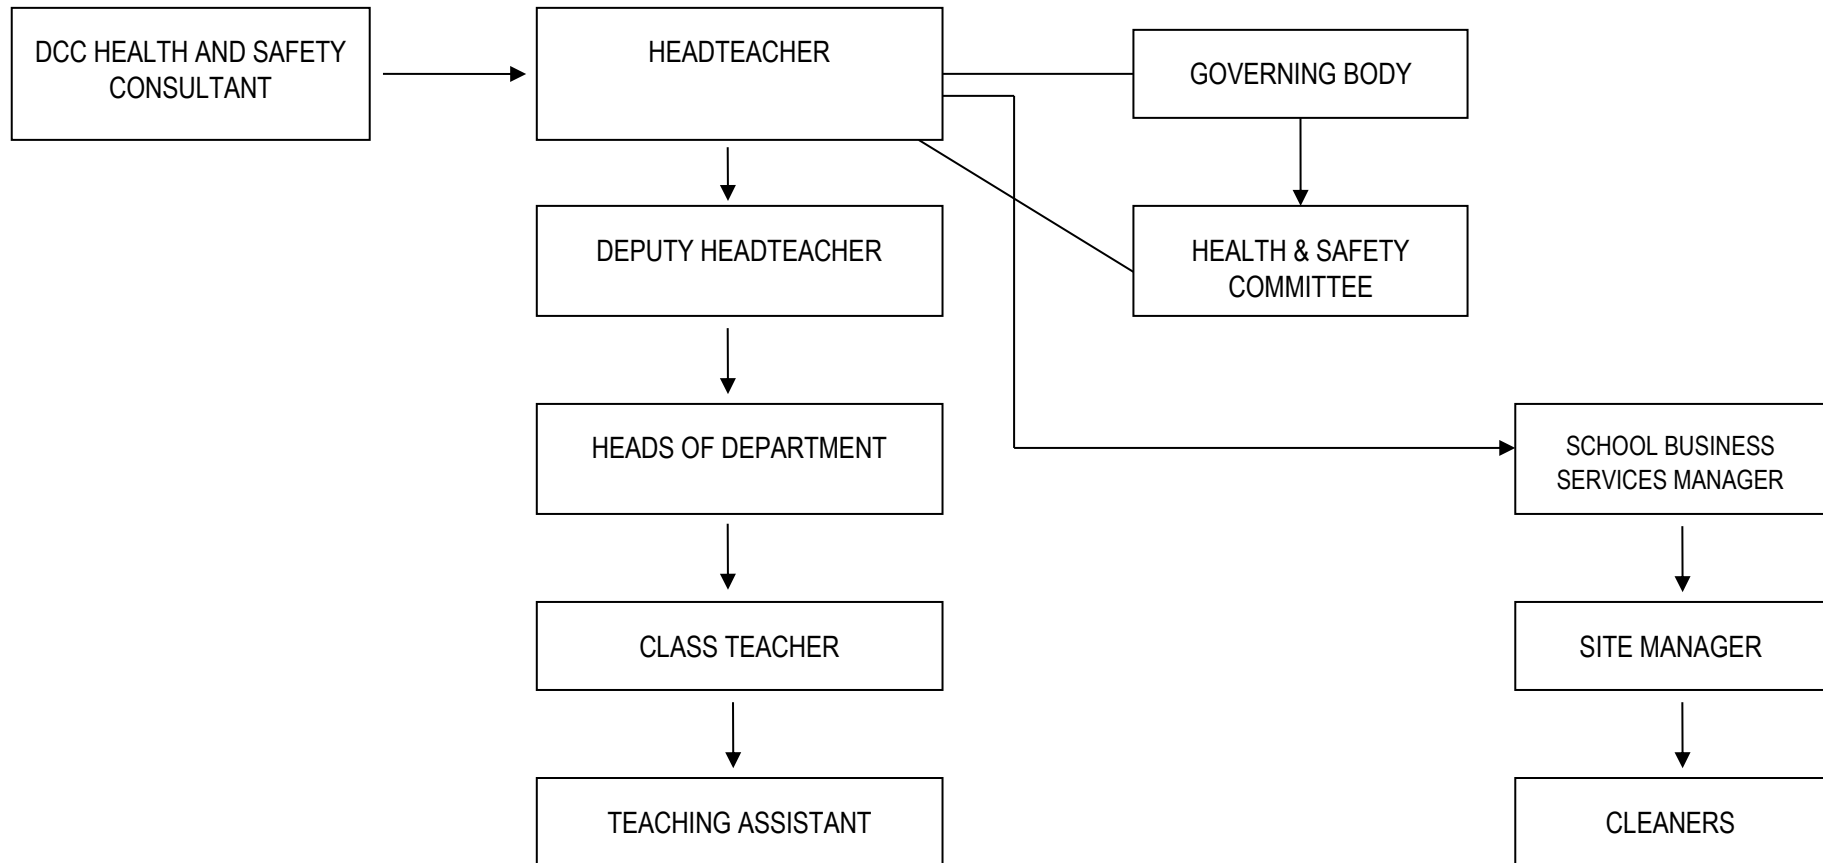 DCC HEALTH AND SAFETY
CONSULTANT
HEADTEACHER
GOVERNING BODY
DEPUTY HEADTEACHER
HEALTH & SAFETY
COMMITTEE
HEADS OF DEPARTMENT
SCHOOL BUSINESS
SERVICES MANAGER
CLASS TEACHER
SITE MANAGER
TEACHING ASSISTANT
CLEANERS